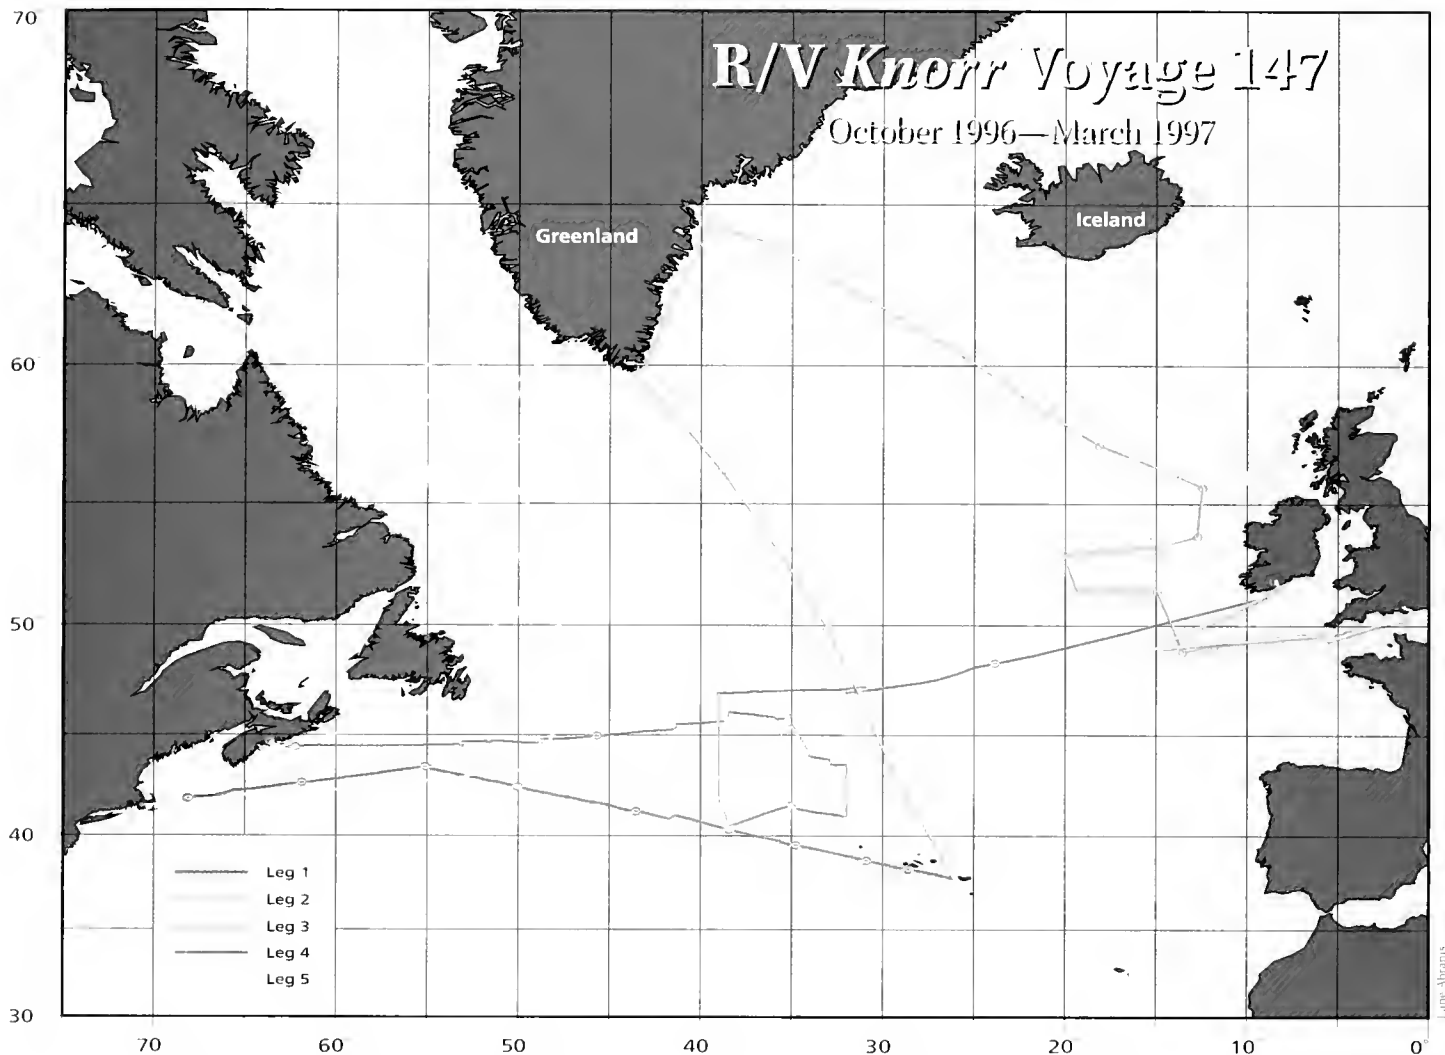 70
R/V Knorr Voyage 147
October 1996—March 1997
Iceland
Greenland
60
50
40
Leg 1
Leg 2
Leg 3
Leg 4
Leg 5
30
70 60 50 40 30 20 10 0°